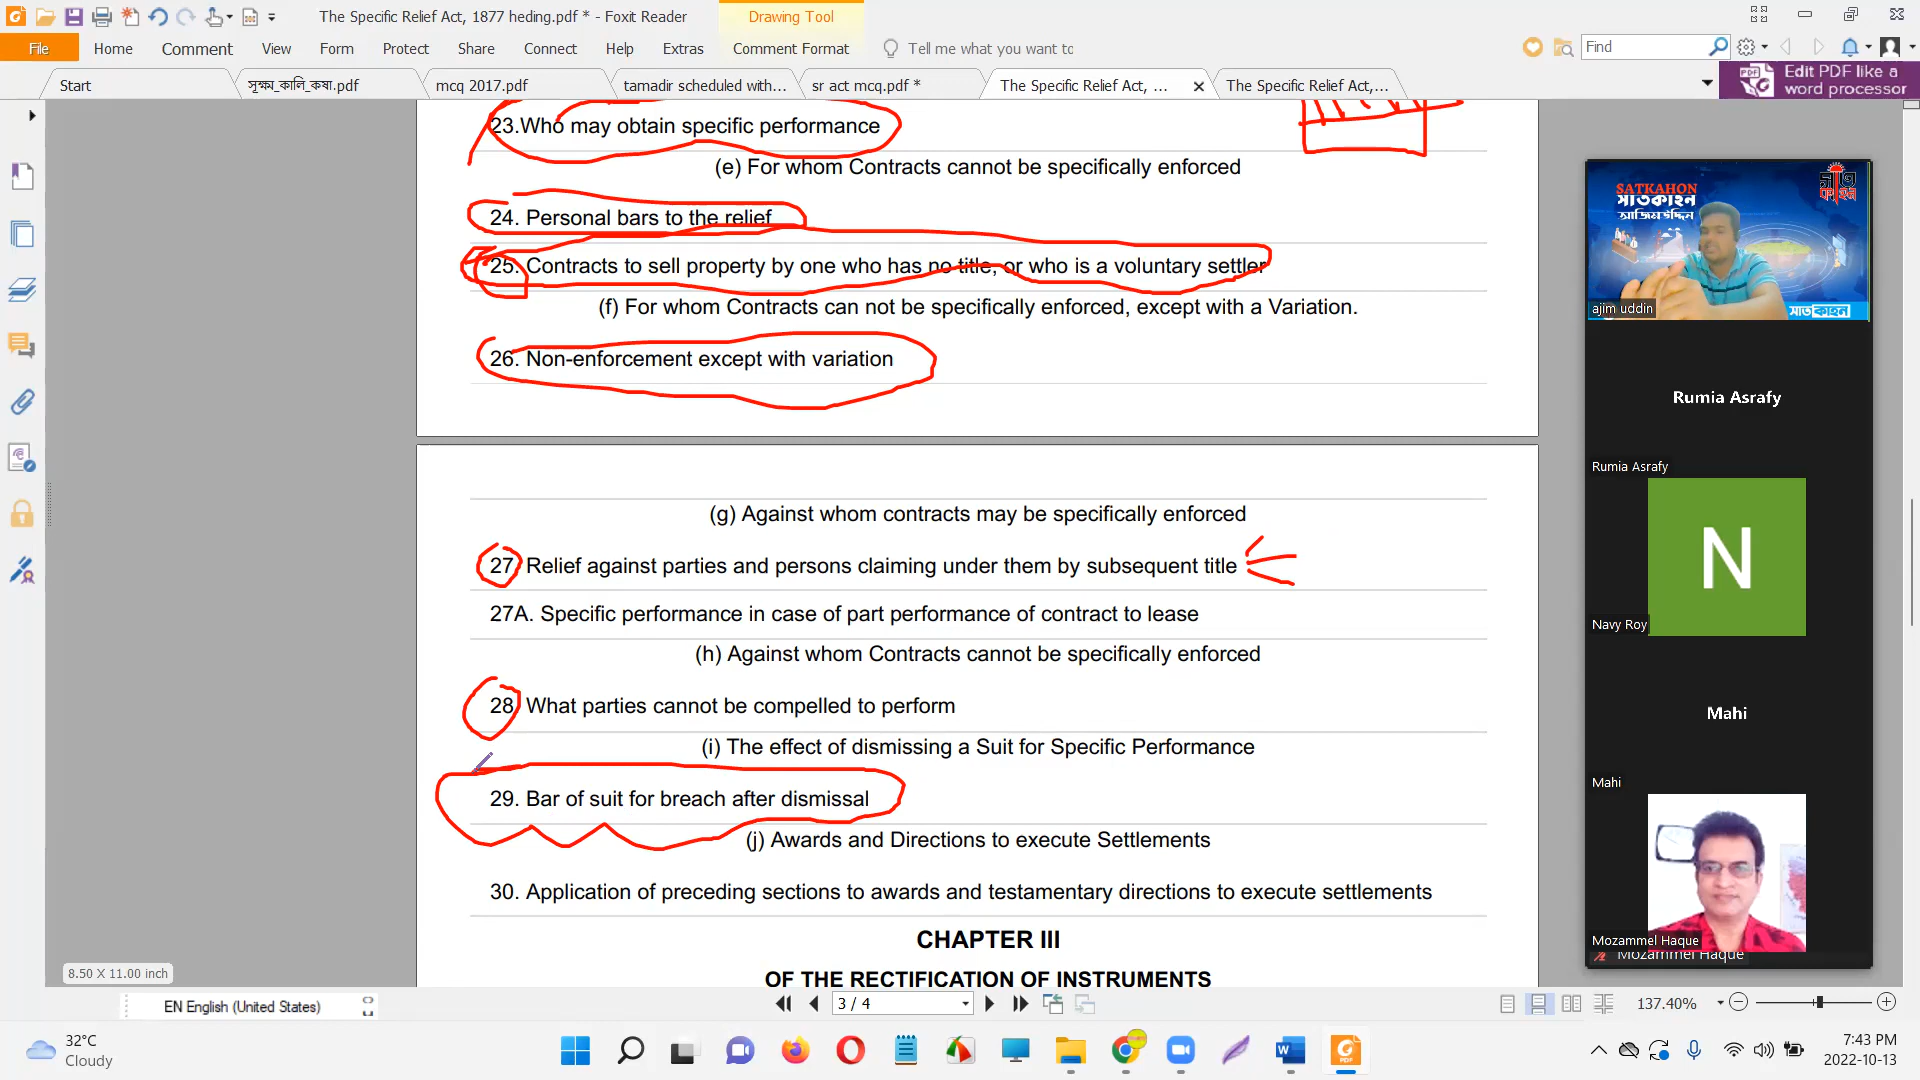 The Specific Relief Act, 1877 heding.pdf * - Foxit Reader
Drawing Tool
File
Home
Comment
View
Form
Protect
Share
Connect
Help
Extras
Comment Format
Tell me what you want to
Find
Start
সূক্ষ্ম_কালি_কষা.pdf
mcq 2017.pdf
tamadir scheduled with...
sr act mcq.pdf *
The Specific Relief Act, ...
The Specific Relief Act,...
Edit PDF like a
word processor
23.Who may obtain specific performance
(e) For whom Contracts cannot be specifically enforced
24. Personal bars to the relief
25. Contracts to sell property by one who has no title, or who is a voluntary settler
(f) For whom Contracts can not be specifically enforced, except with a Variation.
26. Non-enforcement except with variation
(g) Against whom contracts may be specifically enforced
27. Relief against parties and persons claiming under them by subsequent title
27A. Specific performance in case of part performance of contract to lease
(h) Against whom Contracts cannot be specifically enforced
28. What parties cannot be compelled to perform
(i) The effect of dismissing a Suit for Specific Performance
29. Bar of suit for breach after dismissal
(j) Awards and Directions to execute Settlements
30. Application of preceding sections to awards and testamentary directions to execute settlements
CHAPTER III
OF THE RECTIFICATION OF INSTRUMENTS
SATKAHON
সাতকাহন
আজিম উদ্দিন
সাত কাহন
সাতকাহন
ajim uddin
Rumia Asrafy
Rumia Asrafy
N
Navy Roy
Mahi
Mahi
Mozammel Haque
Mozammel Haque
8.50 X 11.00 inch
EN English (United States)
3 / 4
137.40%
32°C
Cloudy
7:43 PM
2022-10-13